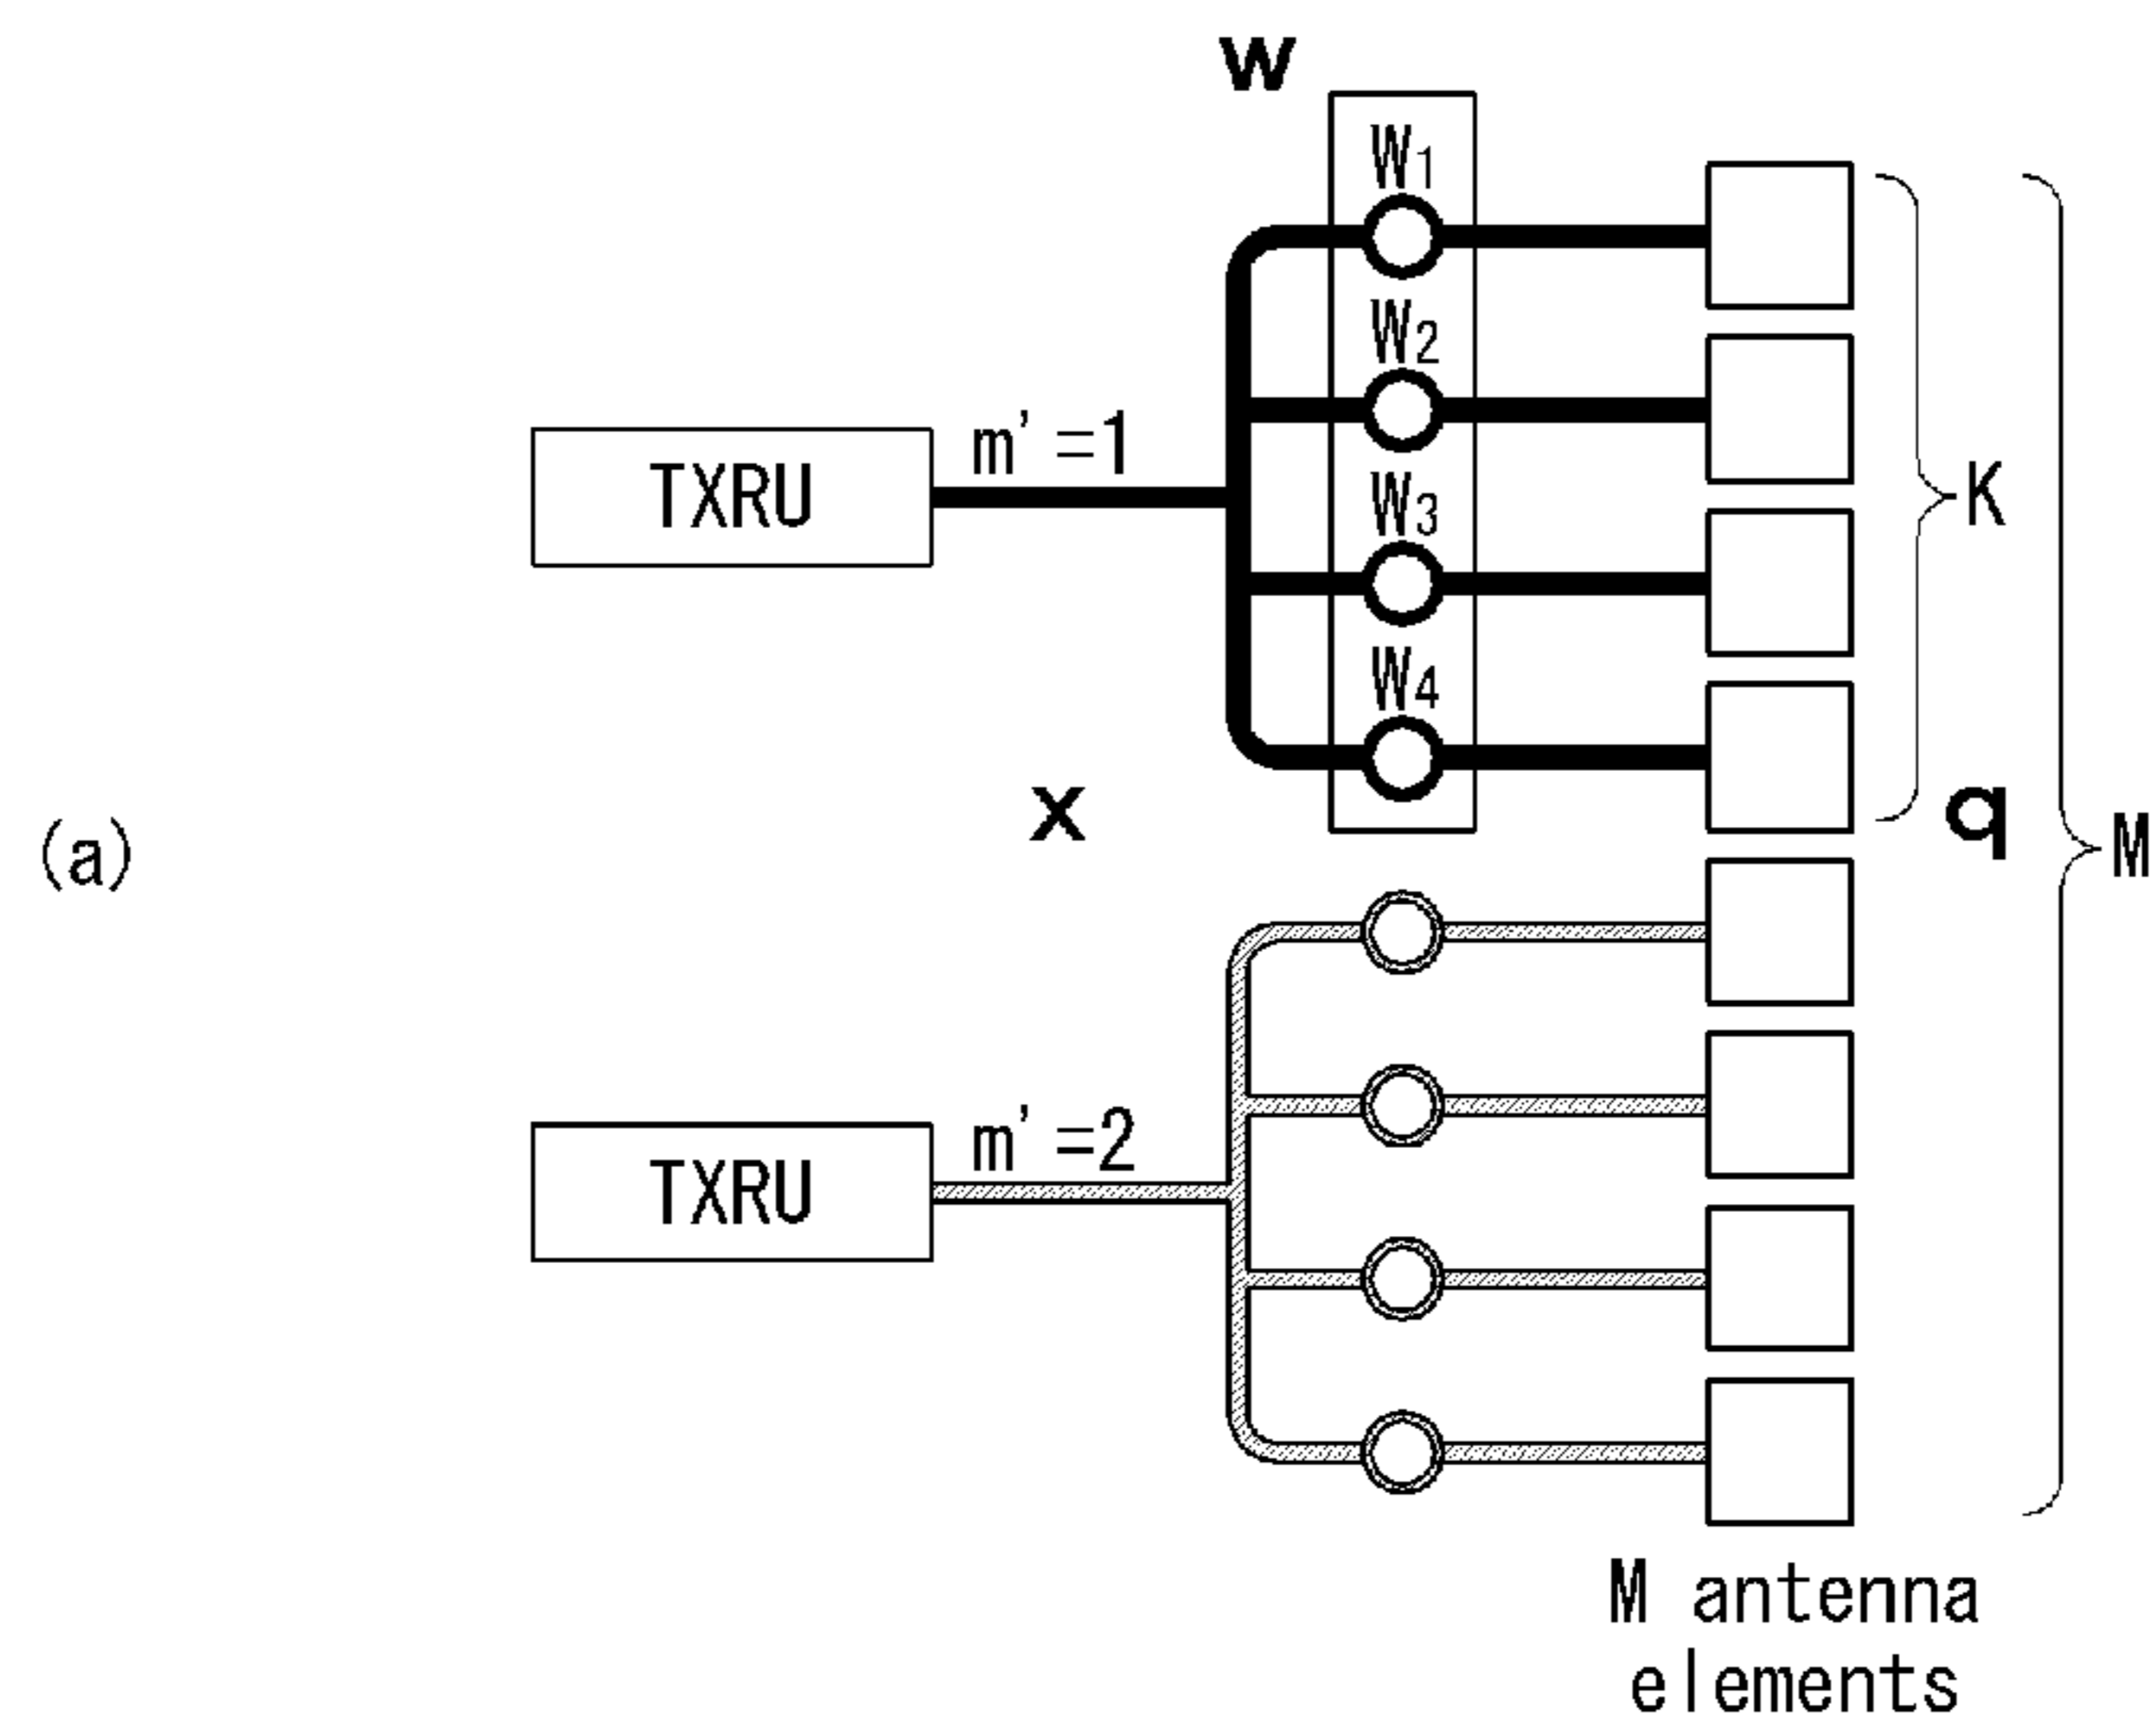 w
W1
W2
m'=1
TXRU
W3
K
W4
x
q
(a)
M
m'=2
TXRU
M antenna
elements